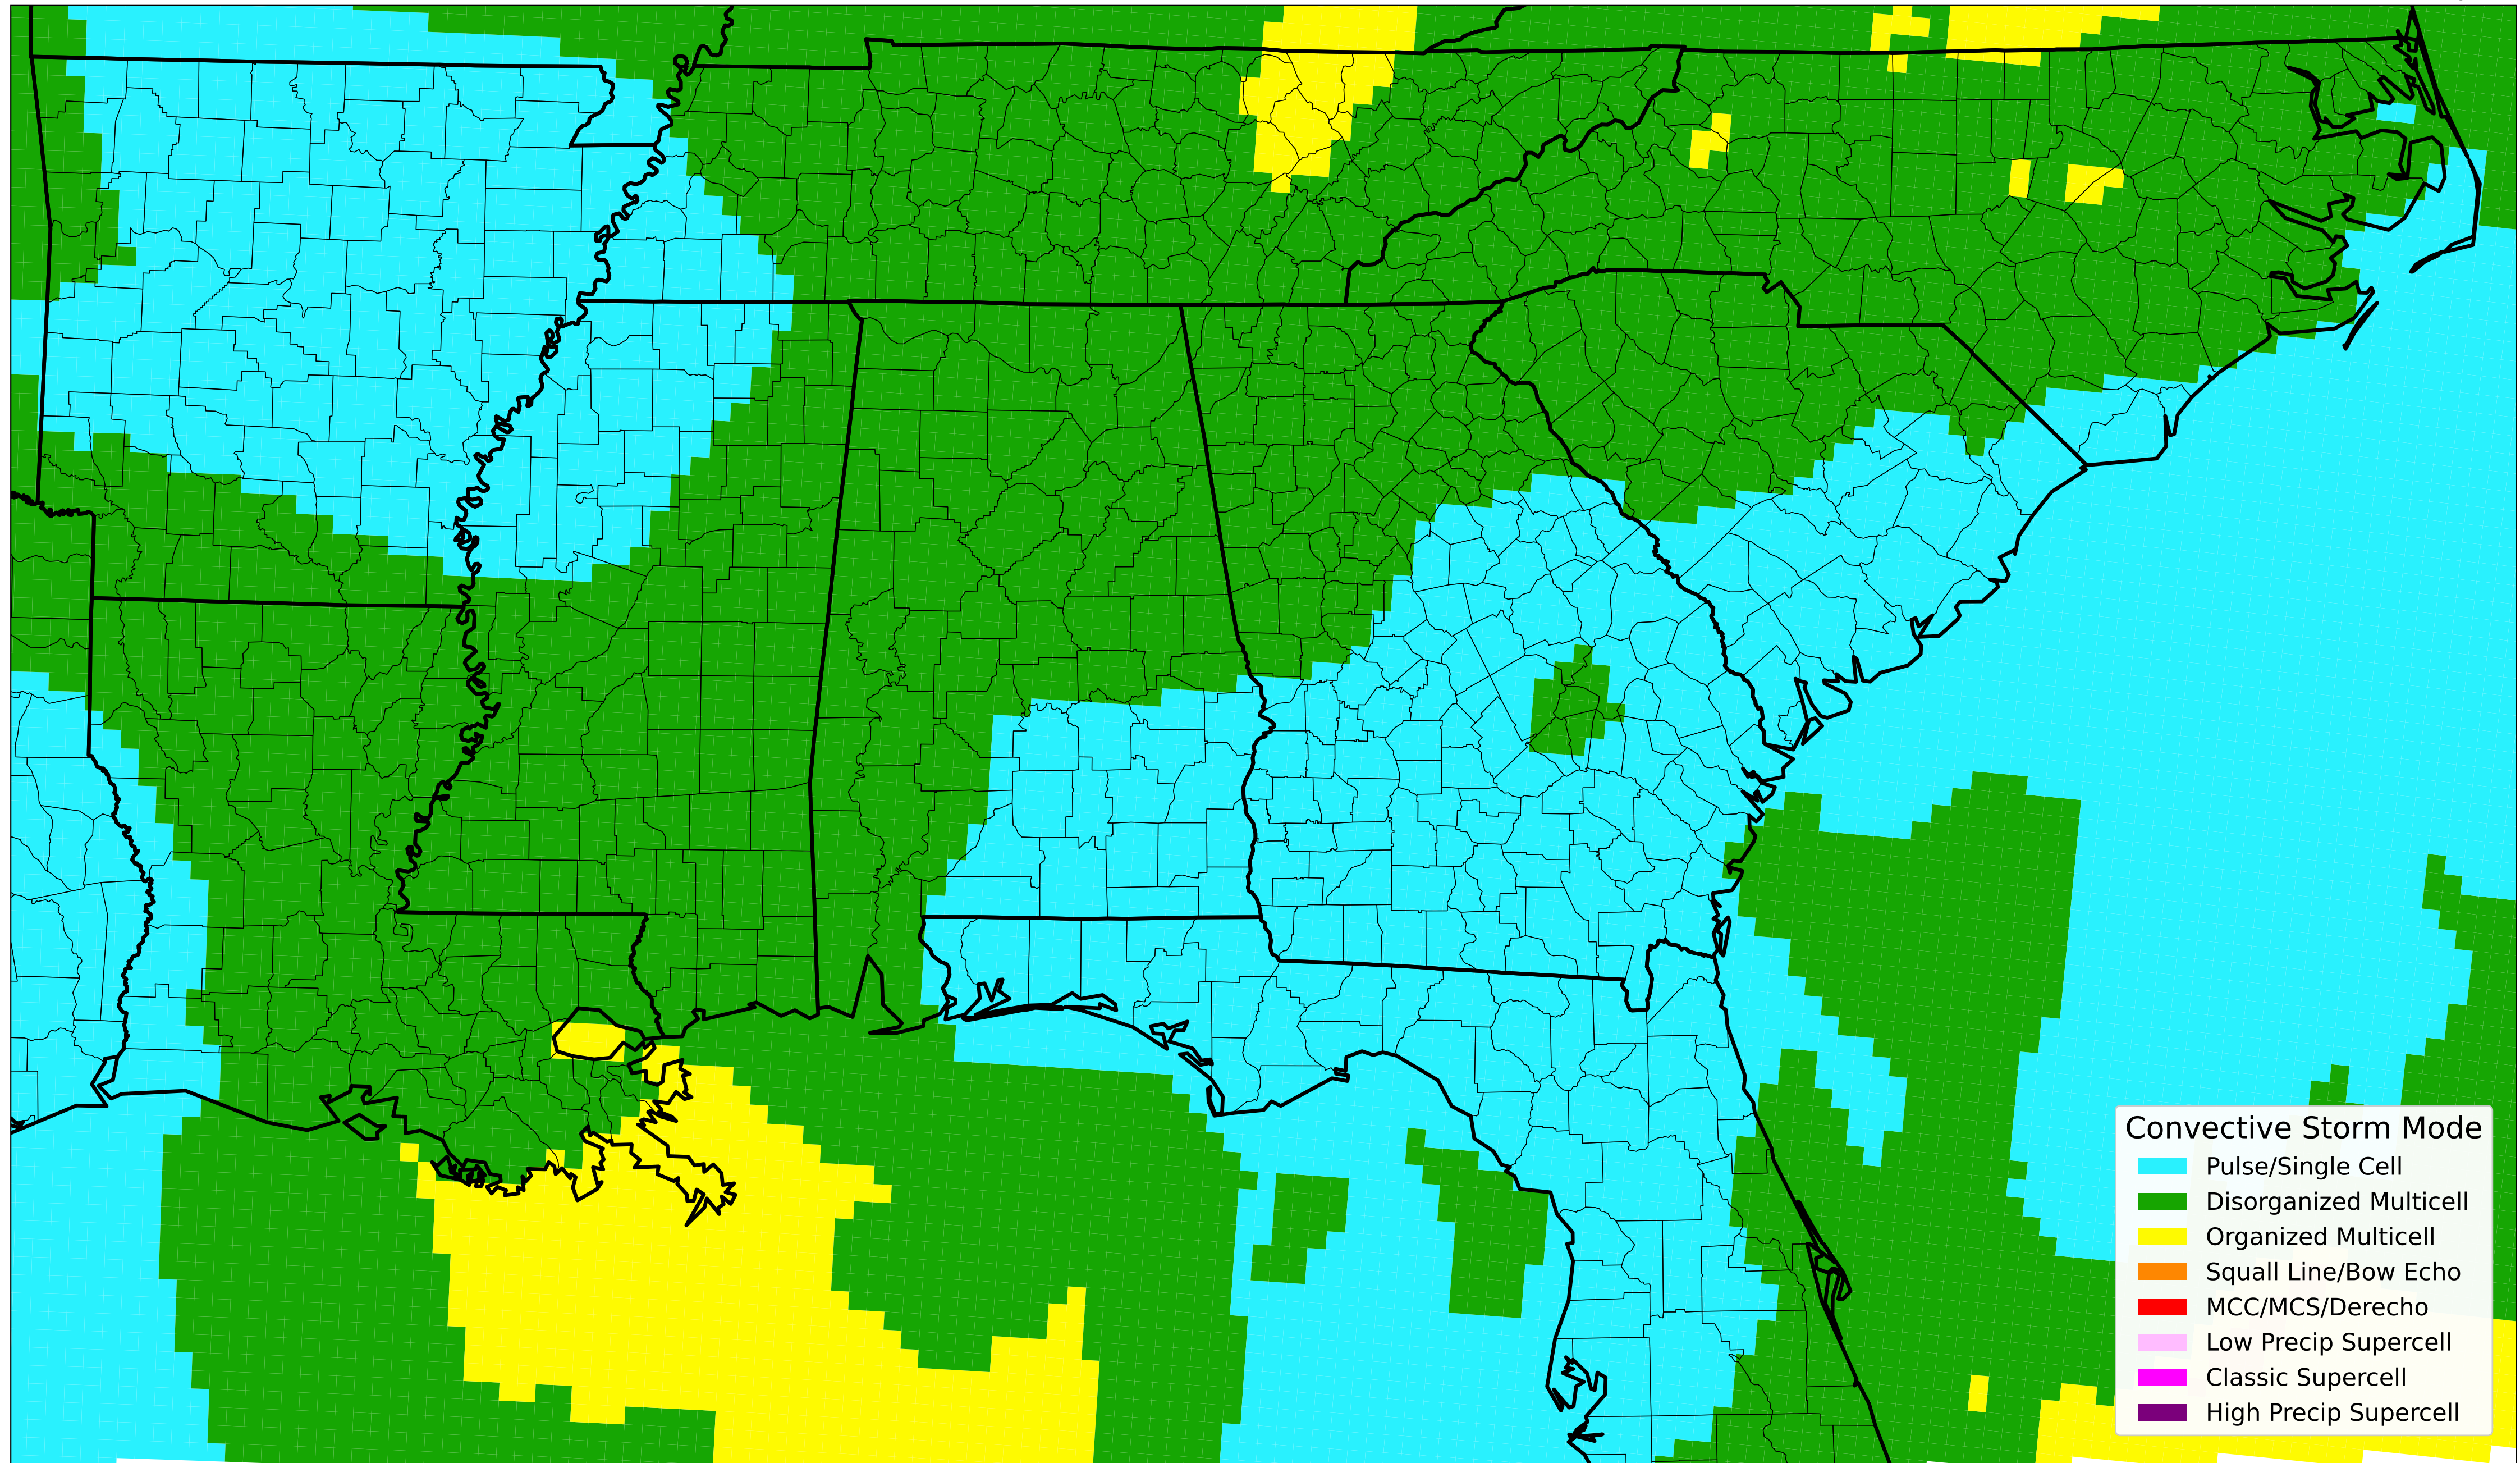 Convective Storm Mode
Pulse/Single Cell
Disorganized Multicell
Organized Multicell
Squall Line/Bow Echo
MCC/MCS/Derecho
Low Precip Supercell
Classic Supercell
High Precip Supercell